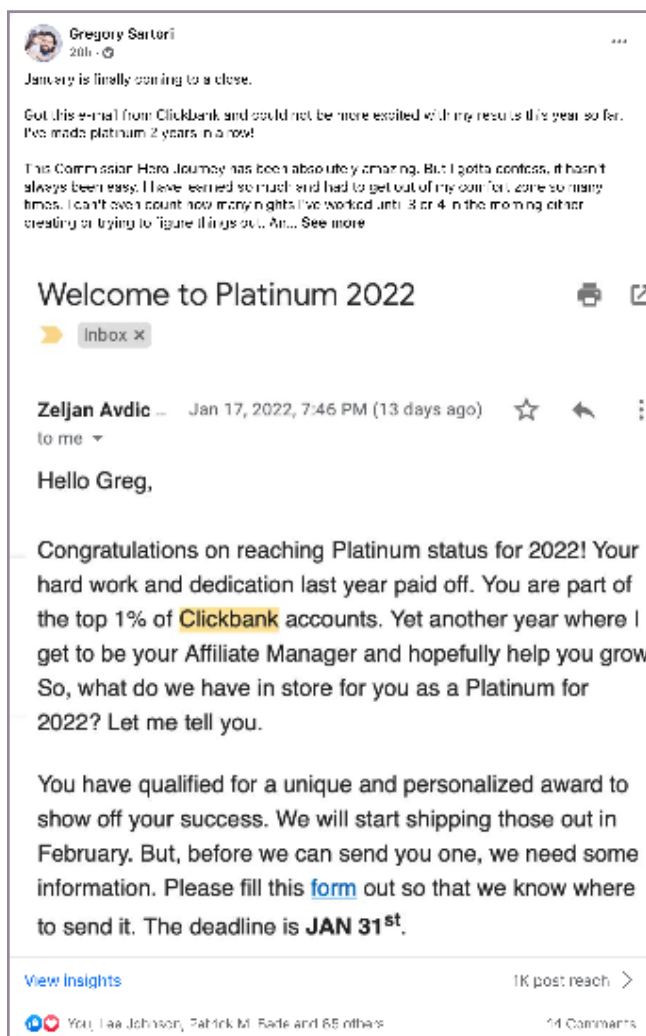 Gregory Sartori
20h
January is finally coming to a close.
Got this e-mail from Clickbank and could not be more excited with my results this year so far.
I've made platinum 2 years in a row!
This Commission Hero Journey has been absolutely amazing. But I gotta confess, it hasn't
always been easy. I have learned so much and had to get out of my comfort zone so many
times. I can't even count how many nights I've worked until 3 or 4 in the morning either
creating or trying to figure things out. An... See more
Welcome to Platinum 2022
Inbox ×
Zeljan Avdic Jan 17, 2022, 7:46 PM (13 days ago)
to me
Hello Greg,
Congratulations on reaching Platinum status for 2022! Your
hard work and dedication last year paid off. You are part of
the top 1% of Clickbank accounts. Yet another year where I
get to be your Affiliate Manager and hopefully help you grow
So, what do we have in store for you as a Platinum for
2022? Let me tell you.
You have qualified for a unique and personalized award to
show off your success. We will start shipping those out in
February. But, before we can send you one, we need some
information. Please fill this form out so that we know where
to send it. The deadline is JAN 31st.
View insights 1K post reach
You, Lee Johnson, Patrick M. and 65 others 14 Comments